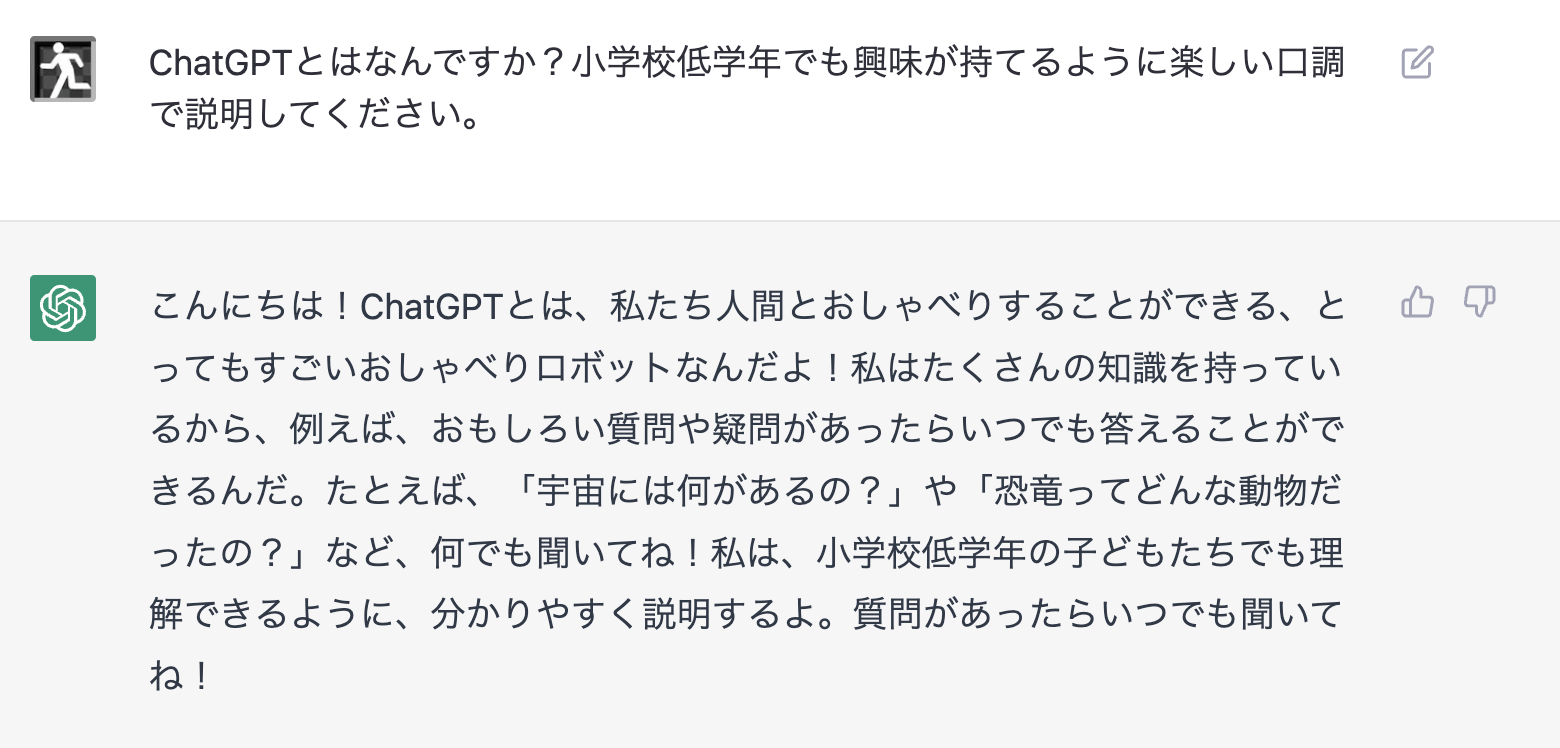 ChatGPTとはなんですか？小学校低学年でも興味が持てるように楽しい口調
で説明してください。
こんにちは！ChatGPTとは、私たち人間とおしゃべりすることができる、と
ってもすごいおしゃべりロボットなんだよ！私はたくさんの知識を持ってい
るから、例えば、おもしろい質問や疑問があったらいつでも答えることがで
きるんだ。たとえば、「宇宙には何があるの？」や「恐竜ってどんな動物だ
ったの？」など、何でも聞いてね！私は、小学校低学年の子どもたちでも理
解できるように、分かりやすく説明するよ。質問があったらいつでも聞いて
ね！